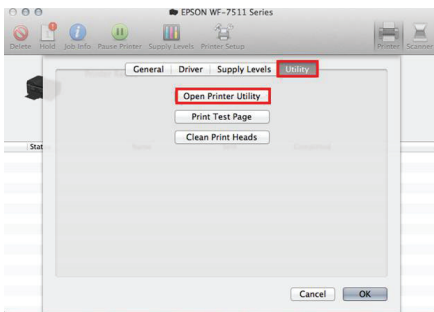 EPSON WF-7511 Series
Delete Hold Job Info Pause Printer Supply Levels Printer Setup Printer Scanner
General Driver Supply Levels Utility
Open Printer Utility
Print Test Page
Clean Print Heads
Stat
Cancel OK